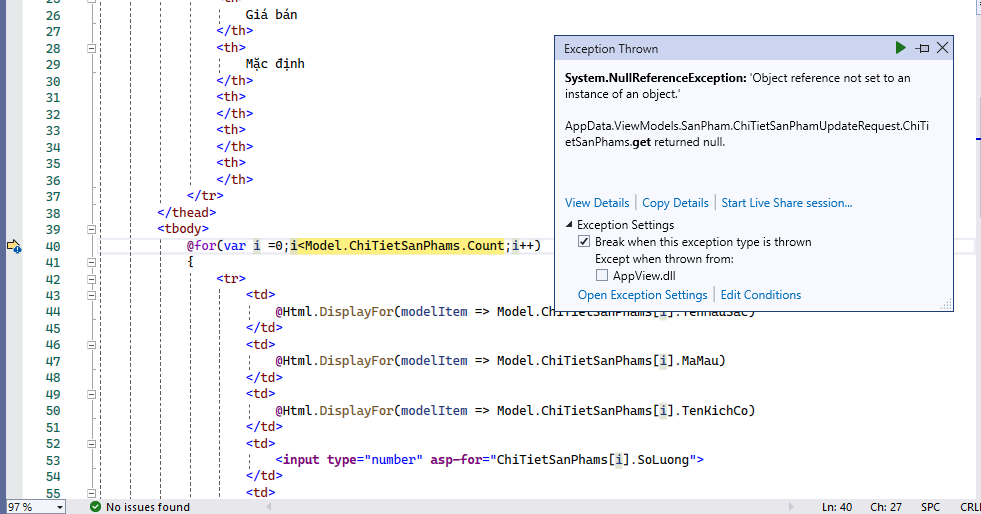 25 <th>
26 Giá bán
27 </th>
28 <th>
29 Mặc định
30 </th>
31 <th>
32 </th>
33 <th>
34 </th>
35 <th>
36 </th>
37 </tr>
38 </thead>
39 <tbody>
40 @for(var i =0;i<Model.ChiTietSanPhams.Count;i++)
41 {
42 <tr>
43 <td>
44 @Html.DisplayFor(modelItem => Model.ChiTietSanPhams[i].TenMauSac)
45 </td>
46 <td>
47 @Html.DisplayFor(modelItem => Model.ChiTietSanPhams[i].MaMau)
48 </td>
49 <td>
50 @Html.DisplayFor(modelItem => Model.ChiTietSanPhams[i].TenKichCo)
51 </td>
52 <td>
53 <input type="number" asp-for="ChiTietSanPhams[i].SoLuong">
54 </td>
55 <td>
Exception Thrown
System.NullReferenceException: 'Object reference not set to an
instance of an object.'
AppData.ViewModels.SanPham.ChiTietSanPhamUpdateRequest.ChiTi
etSanPhams.get returned null.
View Details | Copy Details | Start Live Share session...
Exception Settings
Break when this exception type is thrown
Except when thrown from:
AppView.dll
Open Exception Settings | Edit Conditions
97 % No issues found Ln: 40 Ch: 27 SPC CRL